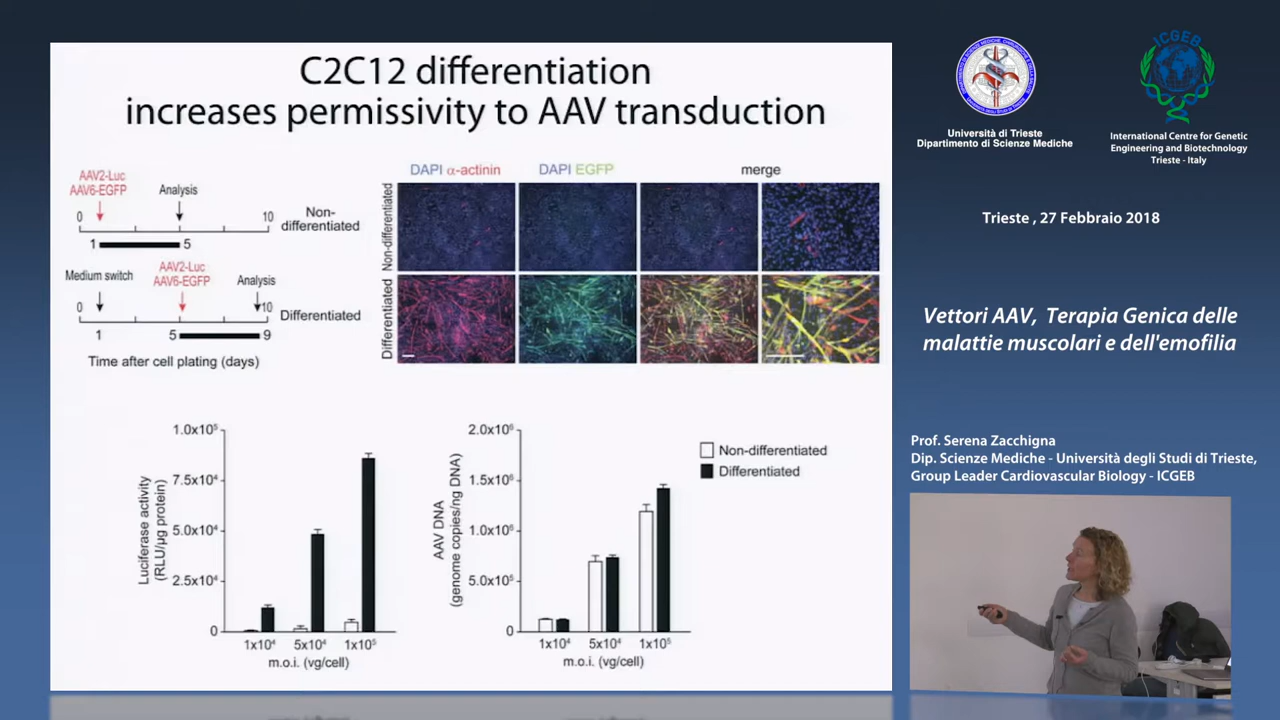 C2C12 differentiation
increases permissivity to AAV transduction
AAV2-Luc
AAV6-EGFP
Analysis
0
10
Non-
differentiated
1
5
Medium switch
AAV2-Luc
AAV6-EGFP
Analysis
0
10
Differentiated
1
5
9
Time after cell plating (days)
DAPI α-actinin
DAPI EGFP
merge
Non-differentiated
Differentiated
Luciferase activity
(RLU/µg protein)
1.0x10⁵
7.5x10⁴
5.0x10⁴
2.5x10⁴
0
1x10⁴
5x10⁴
1x10⁵
m.o.i. (vg/cell)
AAV DNA
(genome copies/ng DNA)
2.0x10⁶
1.5x10⁶
1.0x10⁶
5.0x10⁵
0
1x10⁴
5x10⁴
1x10⁵
m.o.i. (vg/cell)
Non-differentiated
Differentiated
Università di Trieste
Dipartimento di Scienze Mediche
ICGEB
International Centre for Genetic
Engineering and Biotechnology
Trieste - Italy
Trieste , 27 Febbraio 2018
Vettori AAV, Terapia Genica delle
malattie muscolari e dell'emofilia
Prof. Serena Zacchigna
Dip. Scienze Mediche - Università degli Studi di Trieste,
Group Leader Cardiovascular Biology - ICGEB